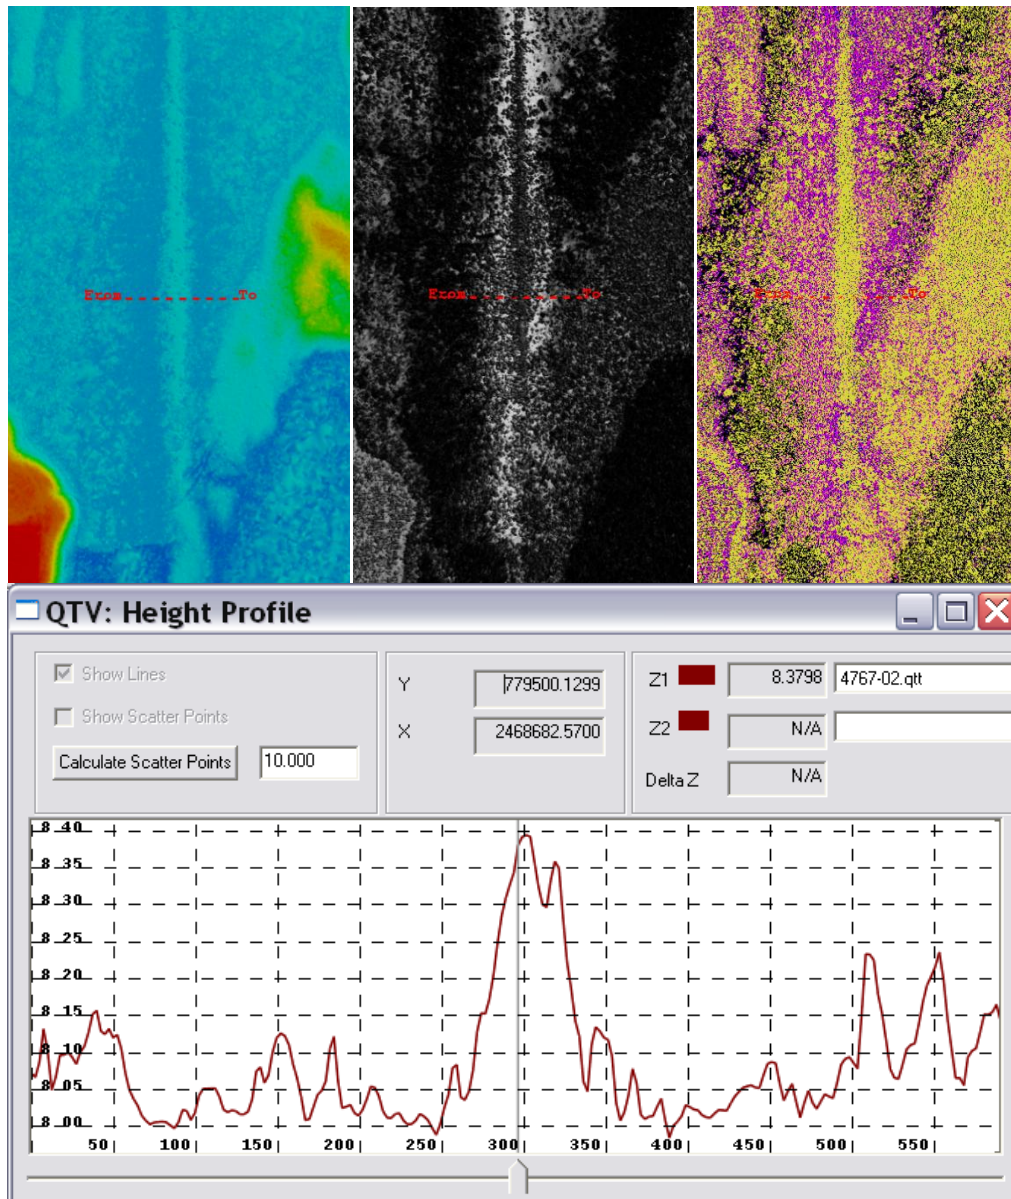 From To
From To
From To
QTV: Height Profile
Show Lines
Show Scatter Points
Calculate Scatter Points 10.000
Y 779500.1299
X 2468682.5700
Z1 8.3798 4767-02.qtt
Z2 N/A
Delta Z N/A
8.40
8.35
8.30
8.25
8.20
8.15
8.10
8.05
8.00
50 100 150 200 250 300 350 400 450 500 550